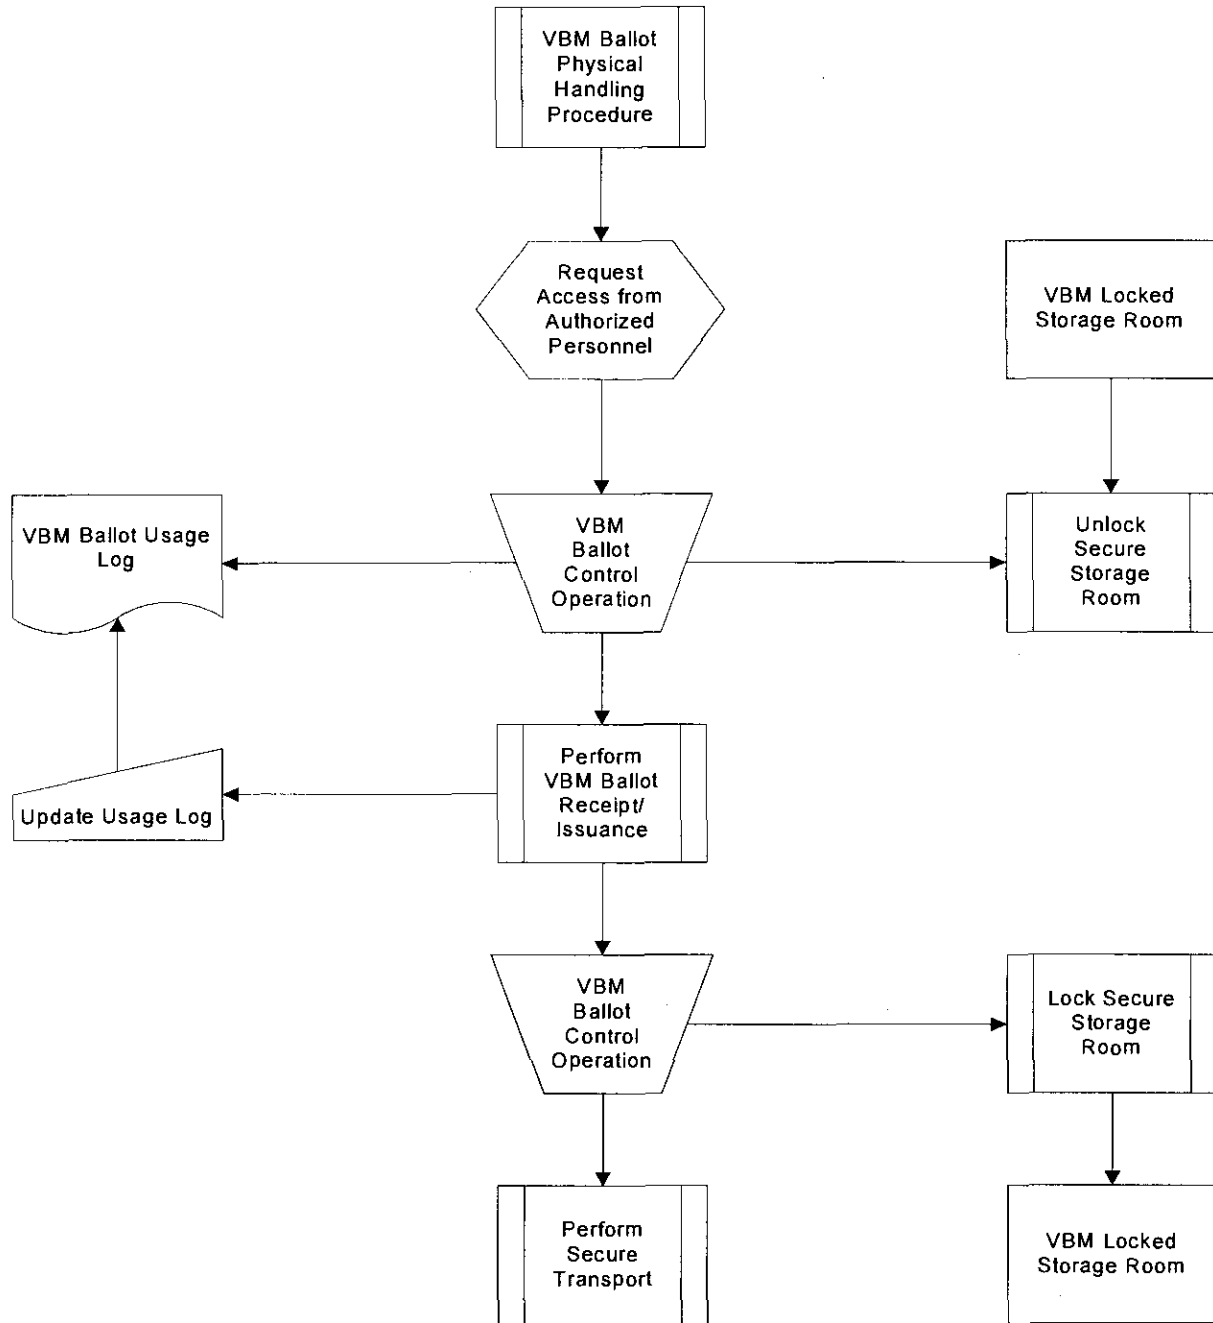 VBM Ballot
Physical
Handling
Procedure
Request
Access from
Authorized
Personnel
VBM Locked
Storage Room
VBM Ballot Usage
Log
VBM
Ballot
Control
Operation
Unlock
Secure
Storage
Room
Update Usage Log
Perform
VBM Ballot
Receipt/
Issuance
VBM
Ballot
Control
Operation
Lock Secure
Storage
Room
Perform
Secure
Transport
VBM Locked
Storage Room